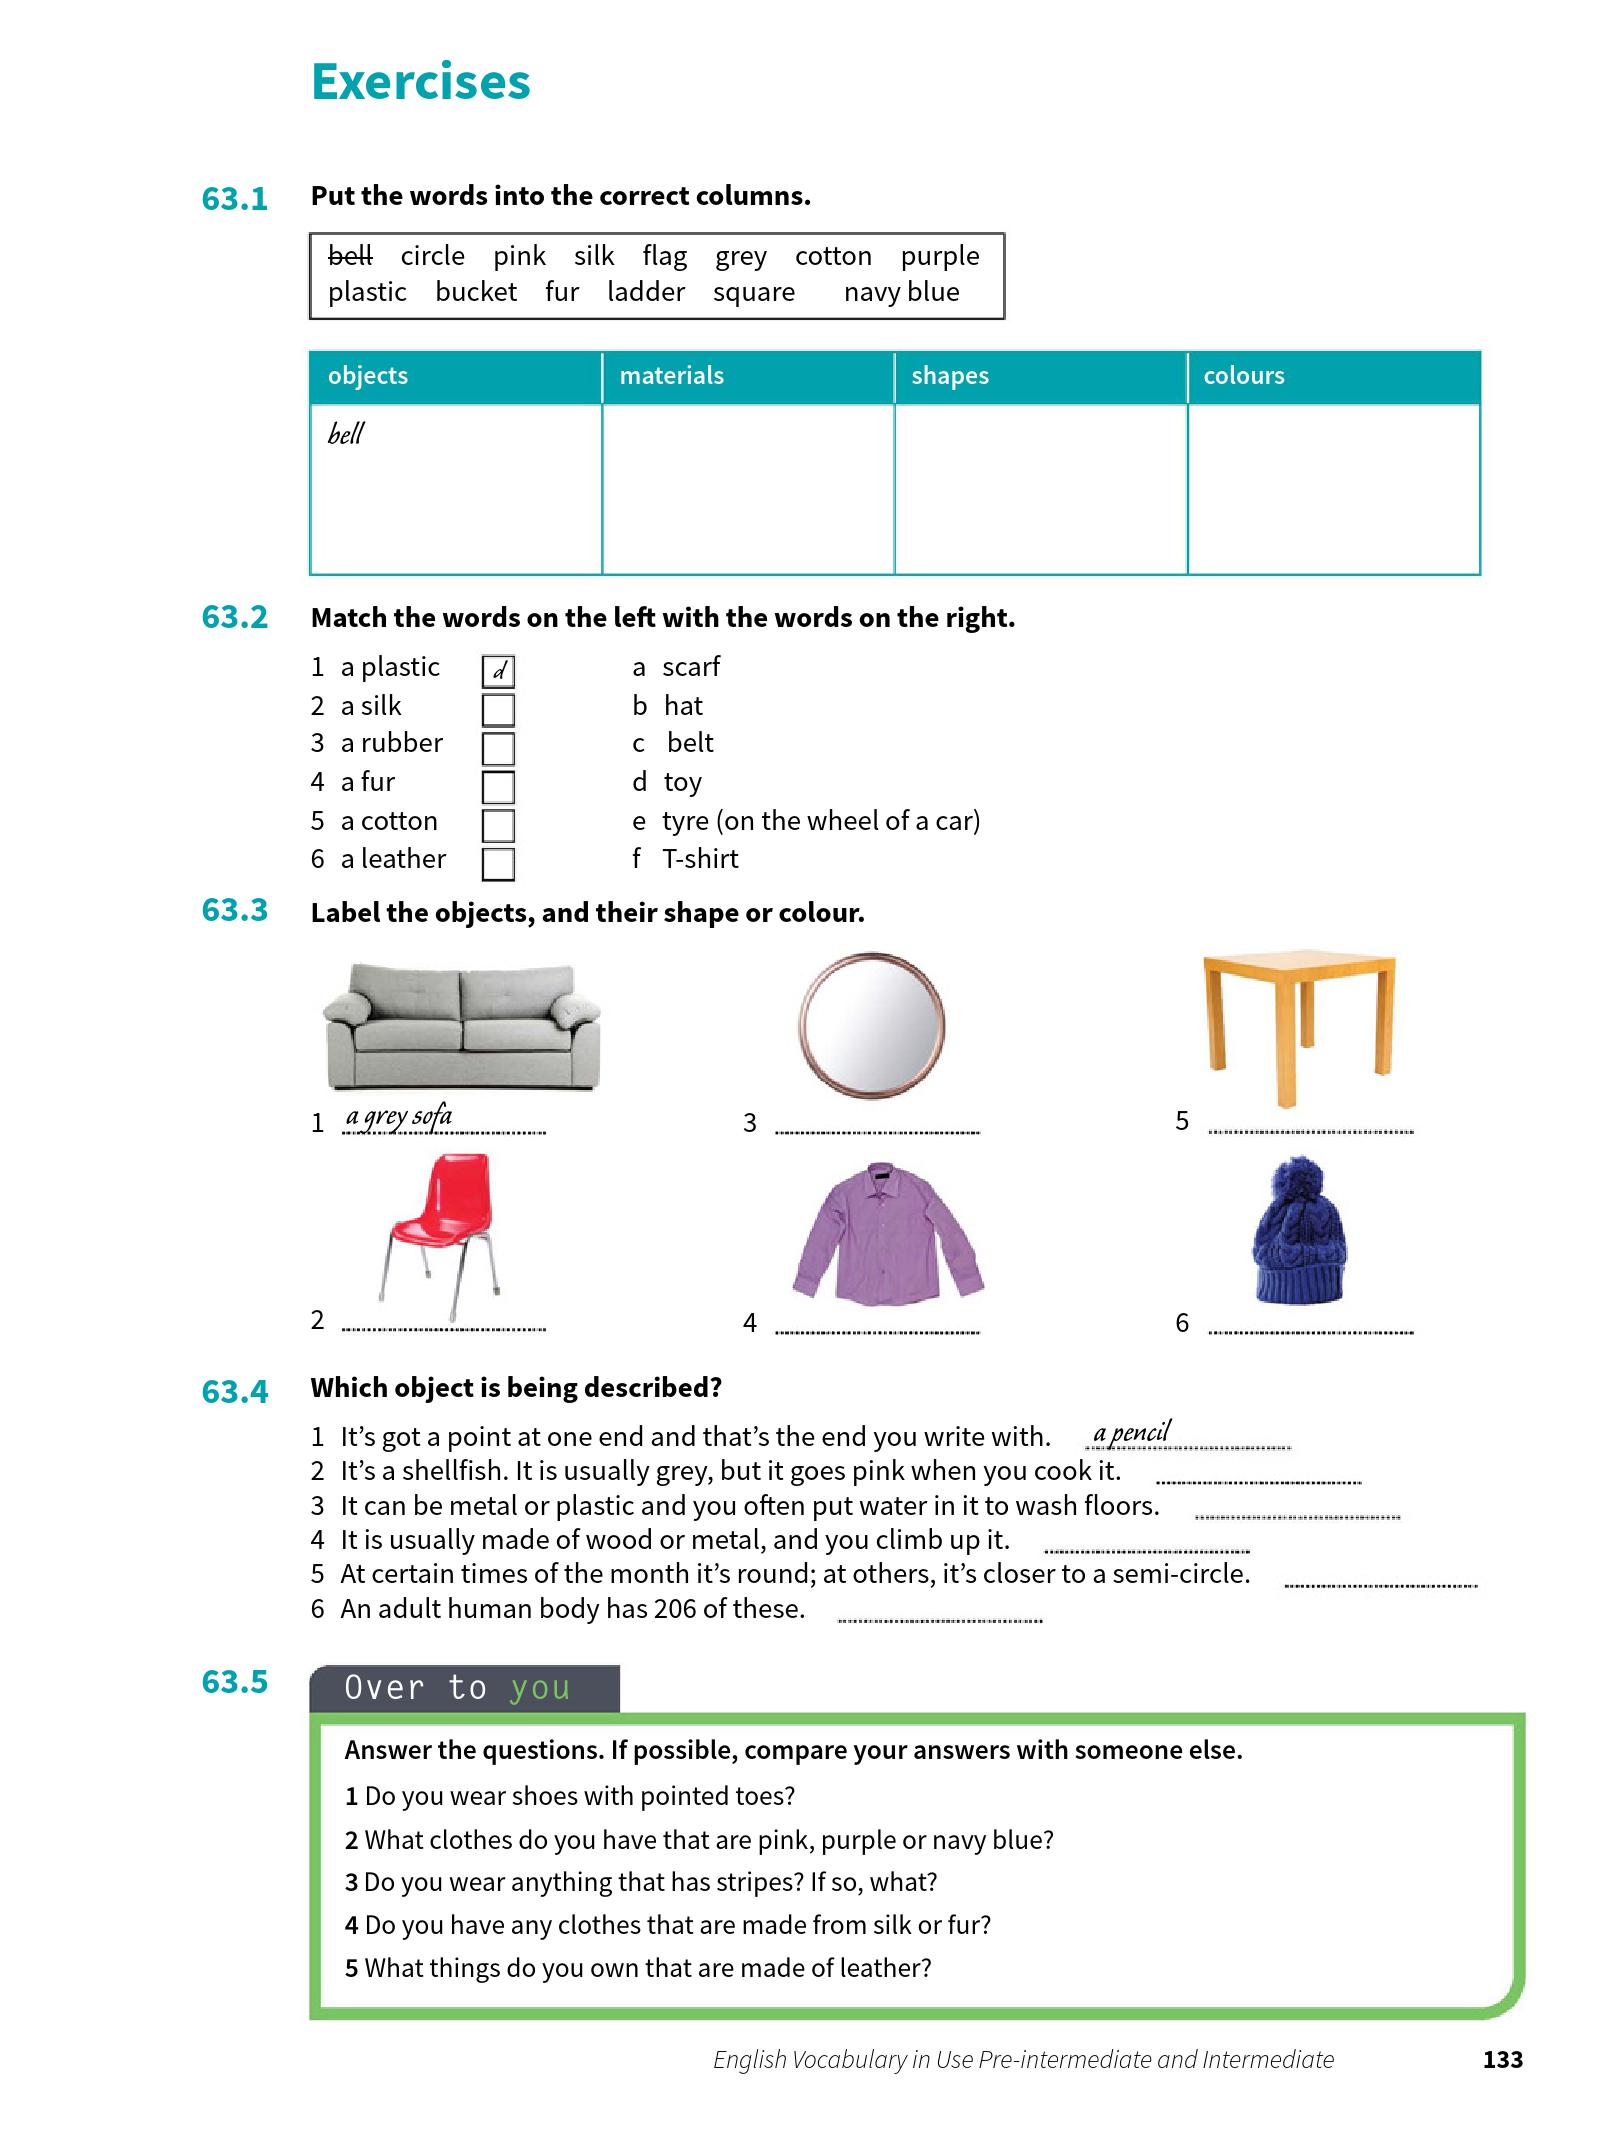 Exercises
63.1 Put the words into the correct columns.
bell circle pink silk flag grey cotton purple
plastic bucket fur ladder square navy blue
objects materials shapes colours
bell
63.2 Match the words on the left with the words on the right.
1 a plastic d a scarf
2 a silk b hat
3 a rubber c belt
4 a fur d toy
5 a cotton e tyre (on the wheel of a car)
6 a leather f T-shirt
63.3 Label the objects, and their shape or colour.
1 a grey sofa 3 5
2 4 6
63.4 Which object is being described?
1 It’s got a point at one end and that’s the end you write with. a pencil
2 It’s a shellfish. It is usually grey, but it goes pink when you cook it.
3 It can be metal or plastic and you often put water in it to wash floors.
4 It is usually made of wood or metal, and you climb up it.
5 At certain times of the month it’s round; at others, it’s closer to a semi-circle.
6 An adult human body has 206 of these.
63.5 Over to you
Answer the questions. If possible, compare your answers with someone else.
1 Do you wear shoes with pointed toes?
2 What clothes do you have that are pink, purple or navy blue?
3 Do you wear anything that has stripes? If so, what?
4 Do you have any clothes that are made from silk or fur?
5 What things do you own that are made of leather?
English Vocabulary in Use Pre-intermediate and Intermediate 133